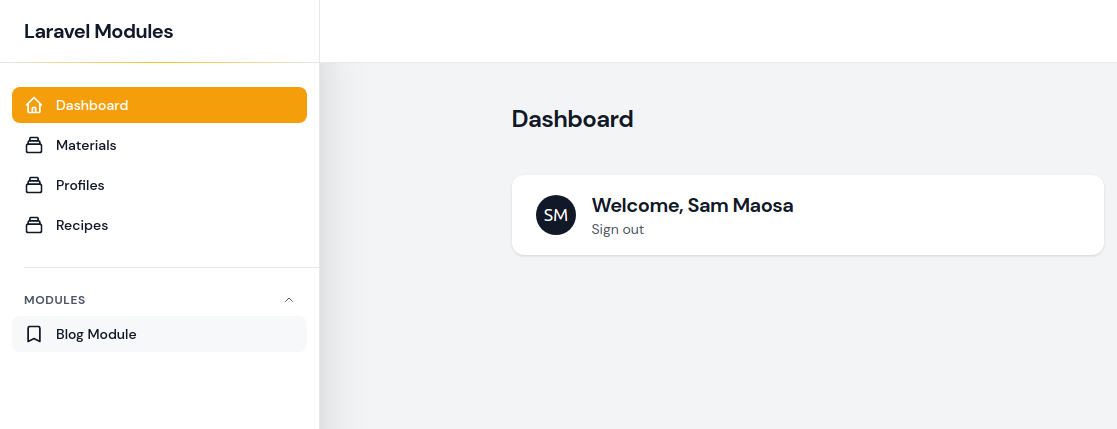 Laravel Modules
Dashboard
Materials
Profiles
Recipes
MODULES
Blog Module
Dashboard
SM
Welcome, Sam Maosa
Sign out